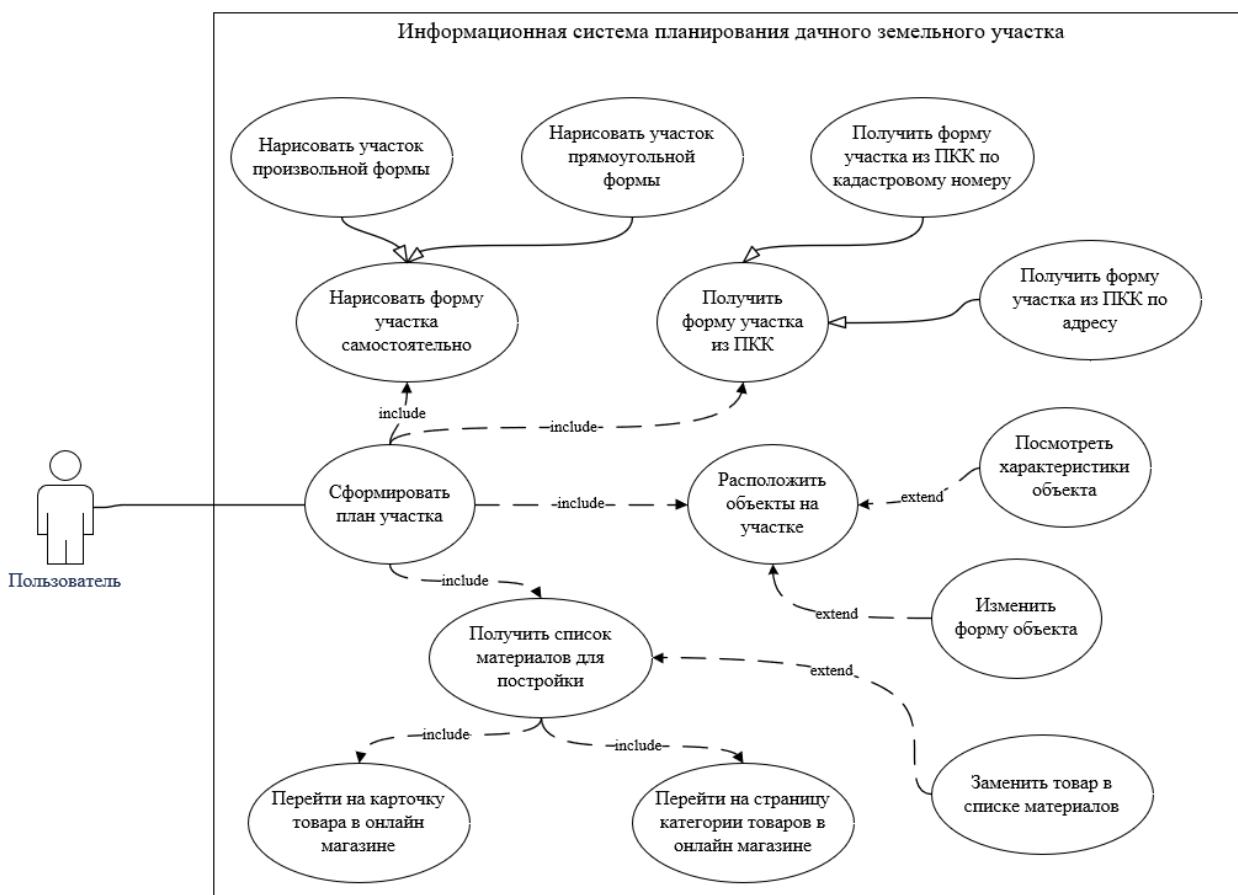 Информационная система планирования дачного земельного участка
Нарисовать участок
произвольной формы
Нарисовать участок
прямоугольной
формы
Получить форму
участка из ПКК по
кадастровому номеру
Нарисовать форму
участка
самостоятельно
Получить
форму участка
из ПКК
Получить форму
участка из ПКК по
адресу
include
include
Сформировать
план участка
include
Расположить
объекты на
участке
extend
Посмотреть
характеристики
объекта
Пользователь
include
extend
Изменить
форму объекта
Получить список
материалов для
постройки
extend
include
include
Перейти на карточку
товара в онлайн
магазине
Перейти на страницу
категории товаров в
онлайн магазине
Заменить товар в
списке материалов